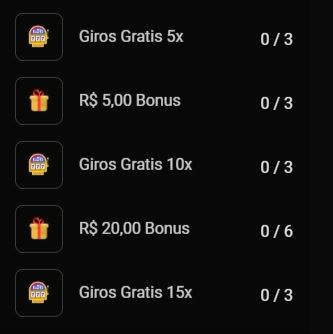 Giros Gratis 5x 0 / 3
R$ 5,00 Bonus 0 / 3
Giros Gratis 10x 0 / 3
R$ 20,00 Bonus 0 / 6
Giros Gratis 15x 0 / 3